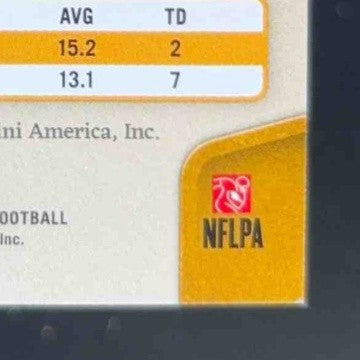 AVG TD
15.2 2
13.1 7
ini America, Inc.
OOTBALL
Inc.
NFLPA